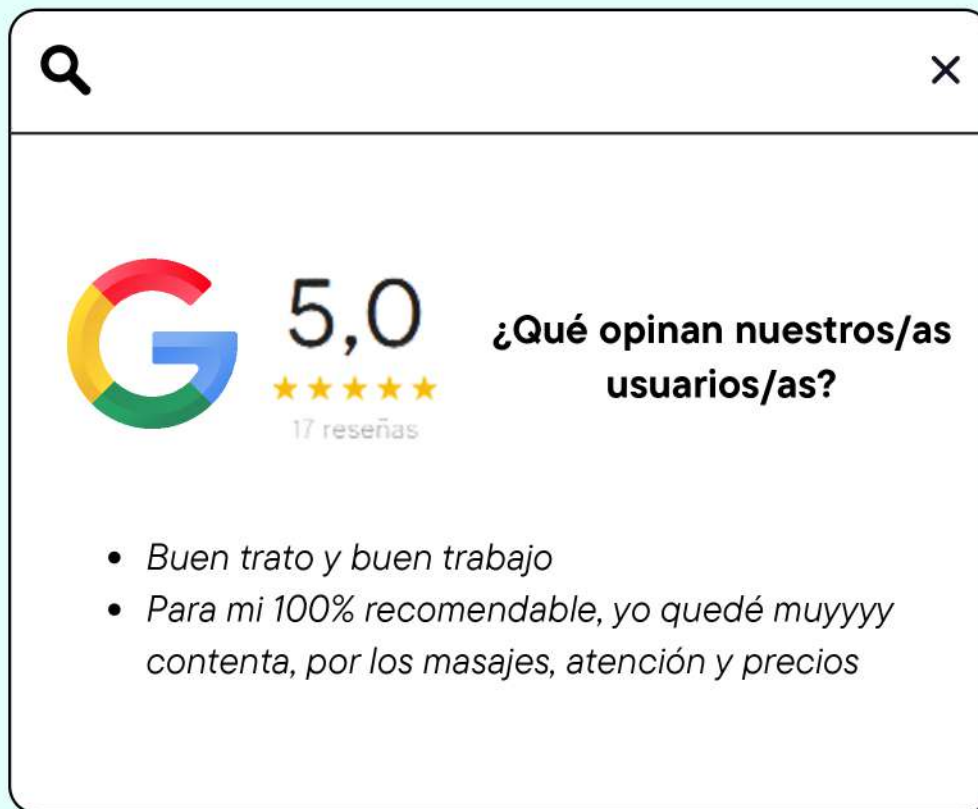 5,0
17 reseñas
¿Qué opinan nuestros/as
usuarios/as?
• Buen trato y buen trabajo
• Para mi 100% recomendable, yo quedé muyyyy
contenta, por los masajes, atención y precios